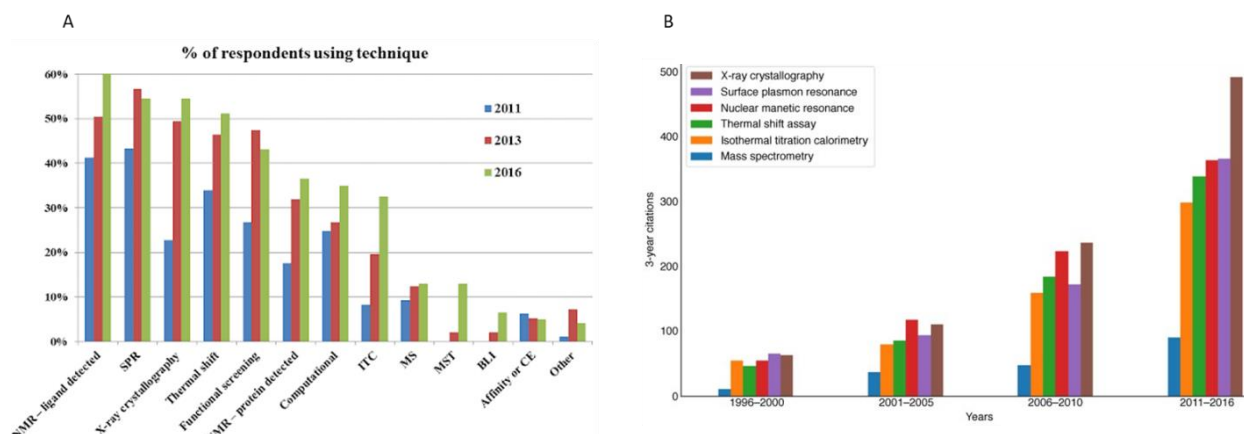 A
% of respondents using technique
60%
50%
40%
30%
20%
10%
0%
2011
2013
2016
NMR – ligand detected
SPR
X-ray crystallography
Thermal shift
Functional screening
NMR – protein detected
Computational
ITC
MS
MST
BLI
Affinity or CE
Other
B
500
400
300
200
100
0
3-year citations
X-ray crystallography
Surface plasmon resonance
Nuclear manetic resonance
Thermal shift assay
Isothermal titration calorimetry
Mass spectrometry
1996–2000
2001–2005
2006–2010
2011–2016
Years